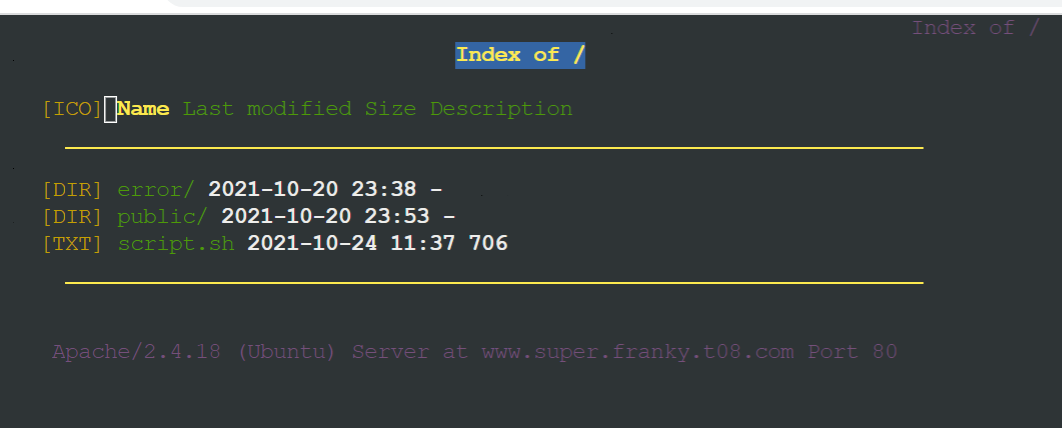 Index of /
Index of /
[ICO] Name Last modified Size Description
[DIR] error/ 2021-10-20 23:38 -
[DIR] public/ 2021-10-20 23:53 -
[TXT] script.sh 2021-10-24 11:37 706
Apache/2.4.18 (Ubuntu) Server at www.super.franky.t08.com Port 80